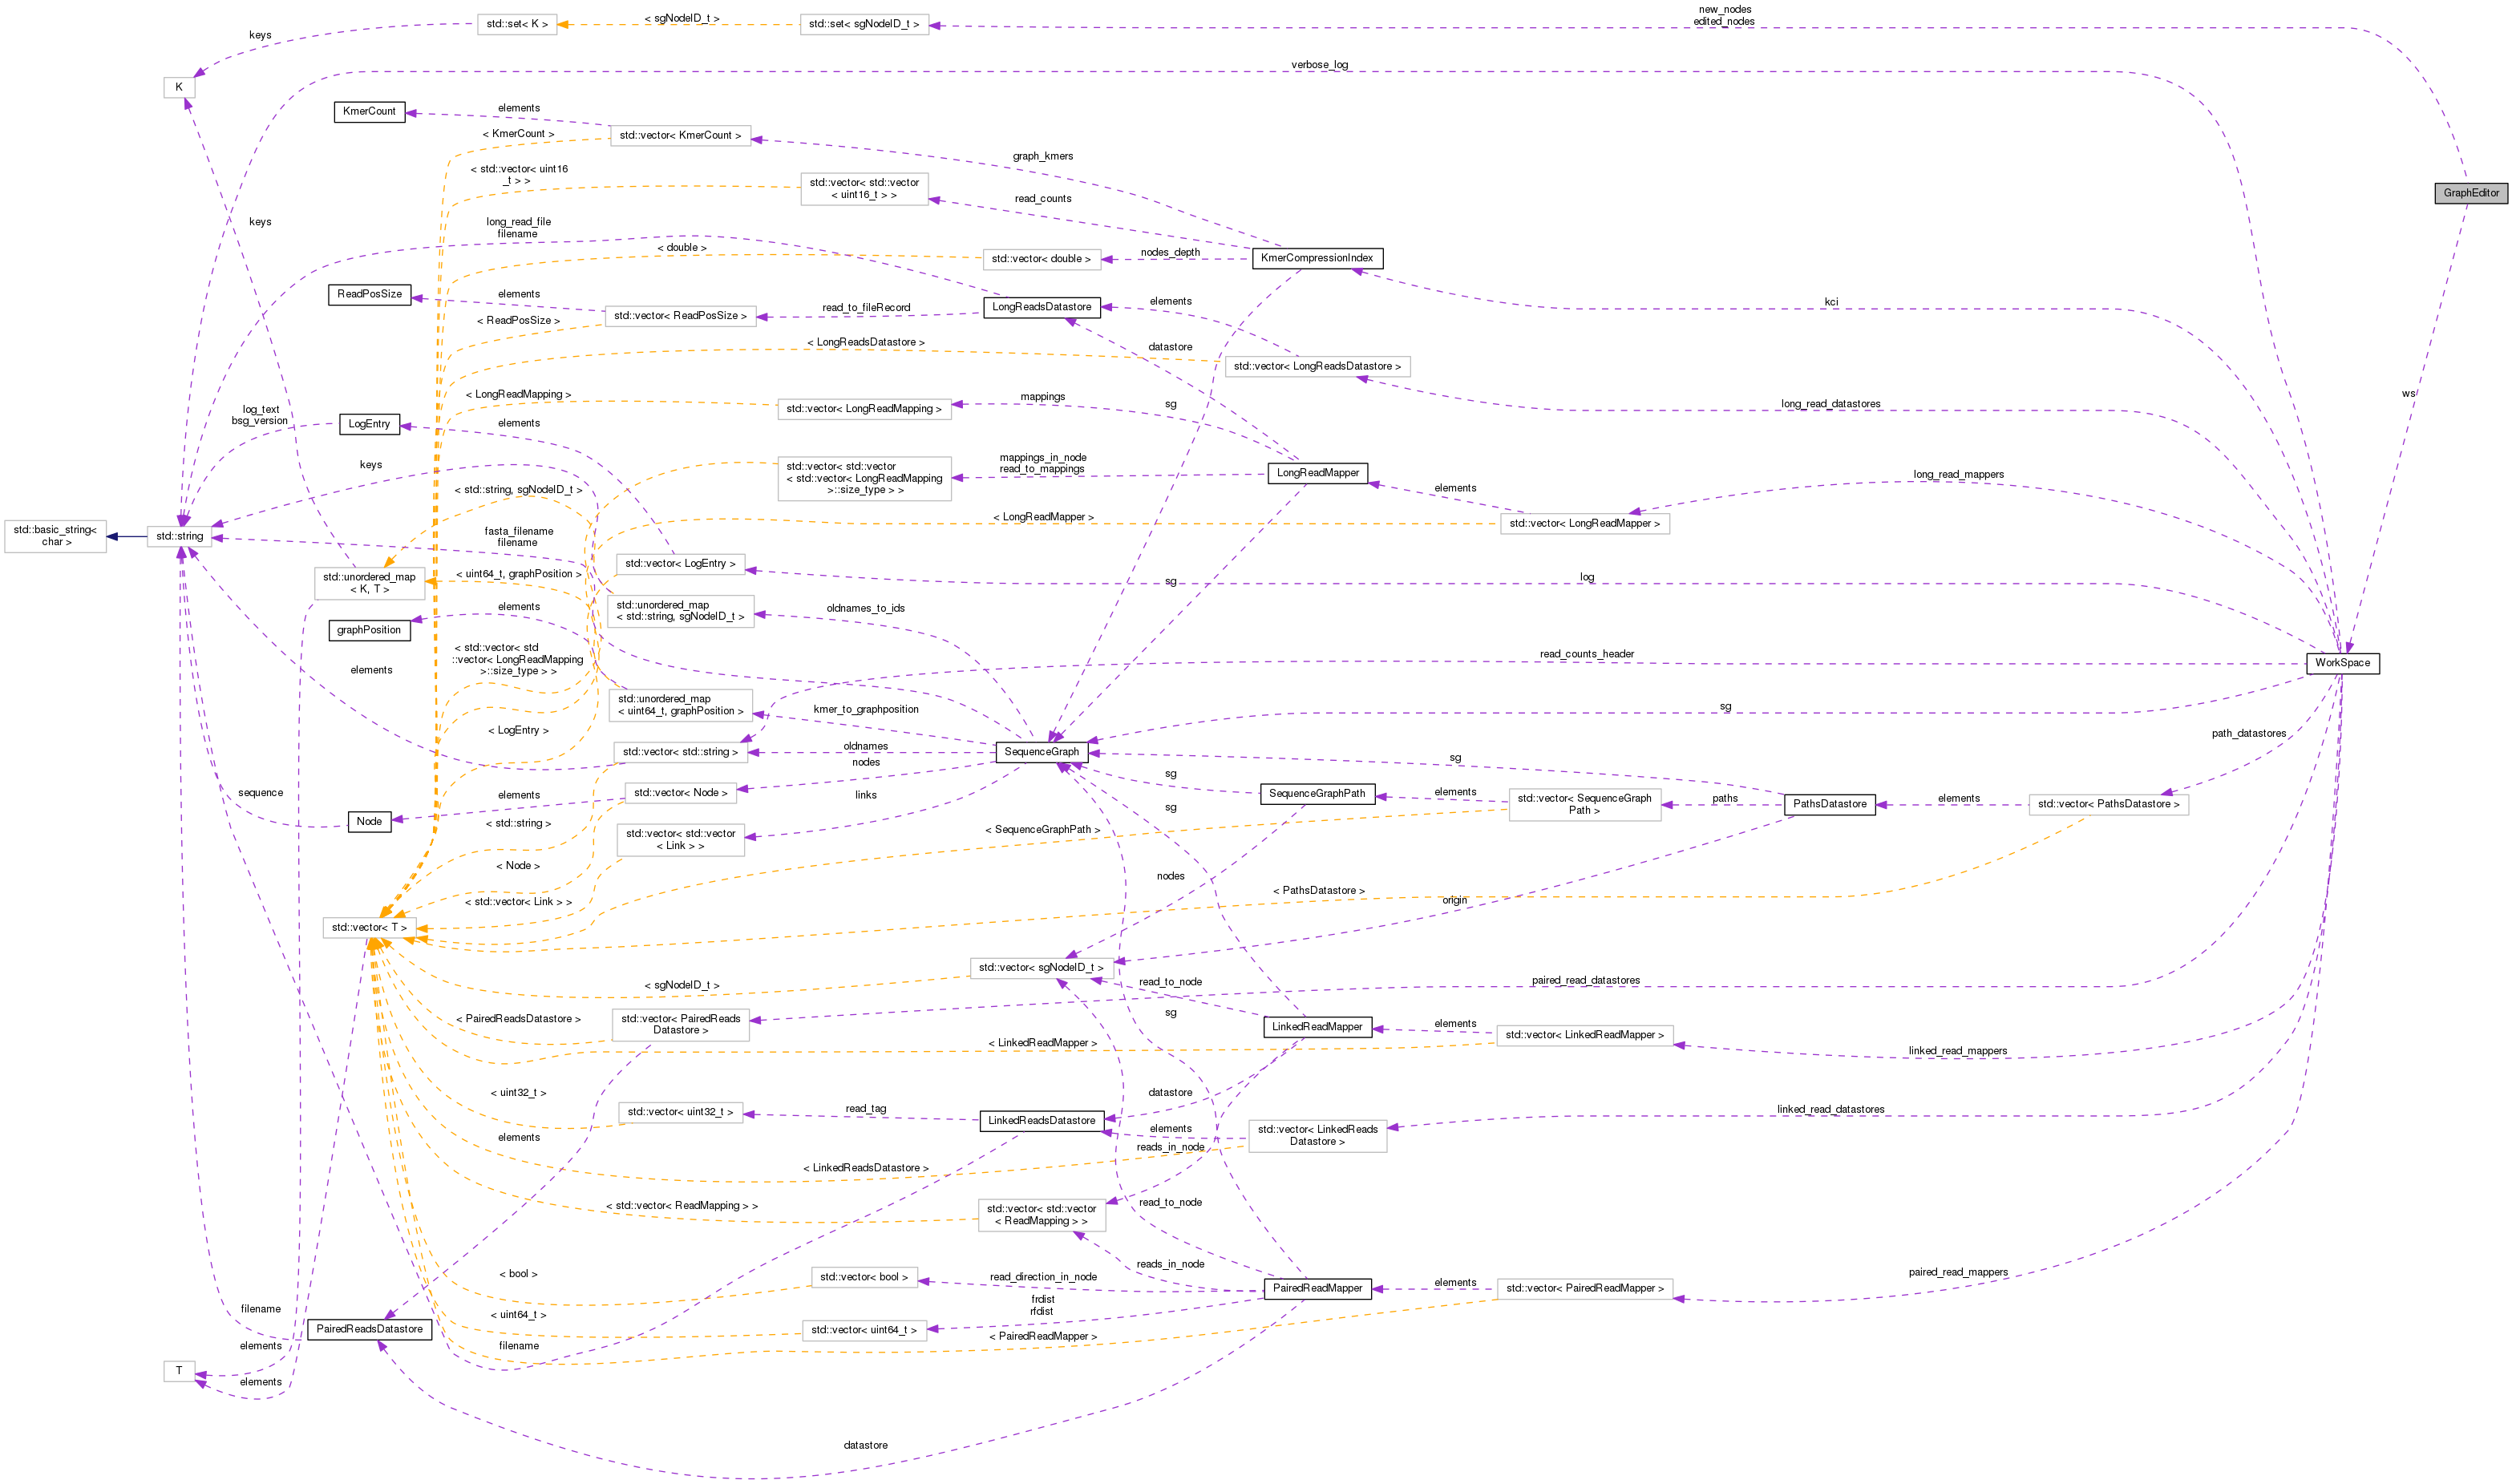 new_nodes
edited_nodes
std::set< K >
< sgNodeID_t >
std::set< sgNodeID_t >
keys
verbose_log
K
KmerCount
elements
< KmerCount >
std::vector< KmerCount >
graph_kmers
< std::vector< uint16
_t > >
std::vector< std::vector
< uint16_t > >
read_counts
GraphEditor
keys
long_read_file
filename
< double >
std::vector< double >
nodes_depth
KmerCompressionIndex
ReadPosSize
elements
std::vector< ReadPosSize >
read_to_fileRecord
LongReadsDatastore
elements
kci
< ReadPosSize >
< LongReadsDatastore >
datastore
std::vector< LongReadsDatastore >
< LongReadMapping >
std::vector< LongReadMapping >
mappings
sg
long_read_datastores
ws
log_text
bsg_version
LogEntry
elements
keys
std::vector< std::vector
< std::vector< LongReadMapping
>::size_type > >
mappings_in_node
read_to_mappings
LongReadMapper
elements
long_read_mappers
< std::string, sgNodeID_t >
< LongReadMapper >
std::vector< LongReadMapper >
std::basic_string<
char >
std::string
fasta_filename
filename
std::unordered_map
< K, T >
< uint64_t, graphPosition >
std::vector< LogEntry >
sg
log
graphPosition
elements
std::unordered_map
< std::string, sgNodeID_t >
oldnames_to_ids
elements
< std::vector< std
::vector< LongReadMapping
>::size_type > >
read_counts_header
WorkSpace
std::unordered_map
< uint64_t, graphPosition >
kmer_to_graphposition
sg
< LogEntry >
std::vector< std::string >
oldnames
SequenceGraph
path_datastores
nodes
sg
sg
sequence
Node
elements
std::vector< Node >
links
sg
SequenceGraphPath
elements
std::vector< SequenceGraph
Path >
paths
PathsDatastore
elements
std::vector< PathsDatastore >
< std::string >
std::vector< std::vector
< Link > >
< SequenceGraphPath >
< Node >
nodes
< PathsDatastore >
< std::vector< Link > >
origin
std::vector< T >
std::vector< sgNodeID_t >
< sgNodeID_t >
read_to_node
paired_read_datastores
< PairedReadsDatastore >
std::vector< PairedReads
Datastore >
sg
LinkedReadMapper
elements
std::vector< LinkedReadMapper >
< LinkedReadMapper >
linked_read_mappers
< uint32_t >
std::vector< uint32_t >
read_tag
LinkedReadsDatastore
datastore
elements
std::vector< LinkedReads
Datastore >
linked_read_datastores
elements
reads_in_node
< LinkedReadsDatastore >
< std::vector< ReadMapping > >
std::vector< std::vector
< ReadMapping > >
read_to_node
< bool >
std::vector< bool >
read_direction_in_node
reads_in_node
PairedReadMapper
elements
std::vector< PairedReadMapper >
paired_read_mappers
filename
PairedReadsDatastore
< uint64_t >
std::vector< uint64_t >
frdist
rfdist
< PairedReadMapper >
elements
filename
T
elements
datastore